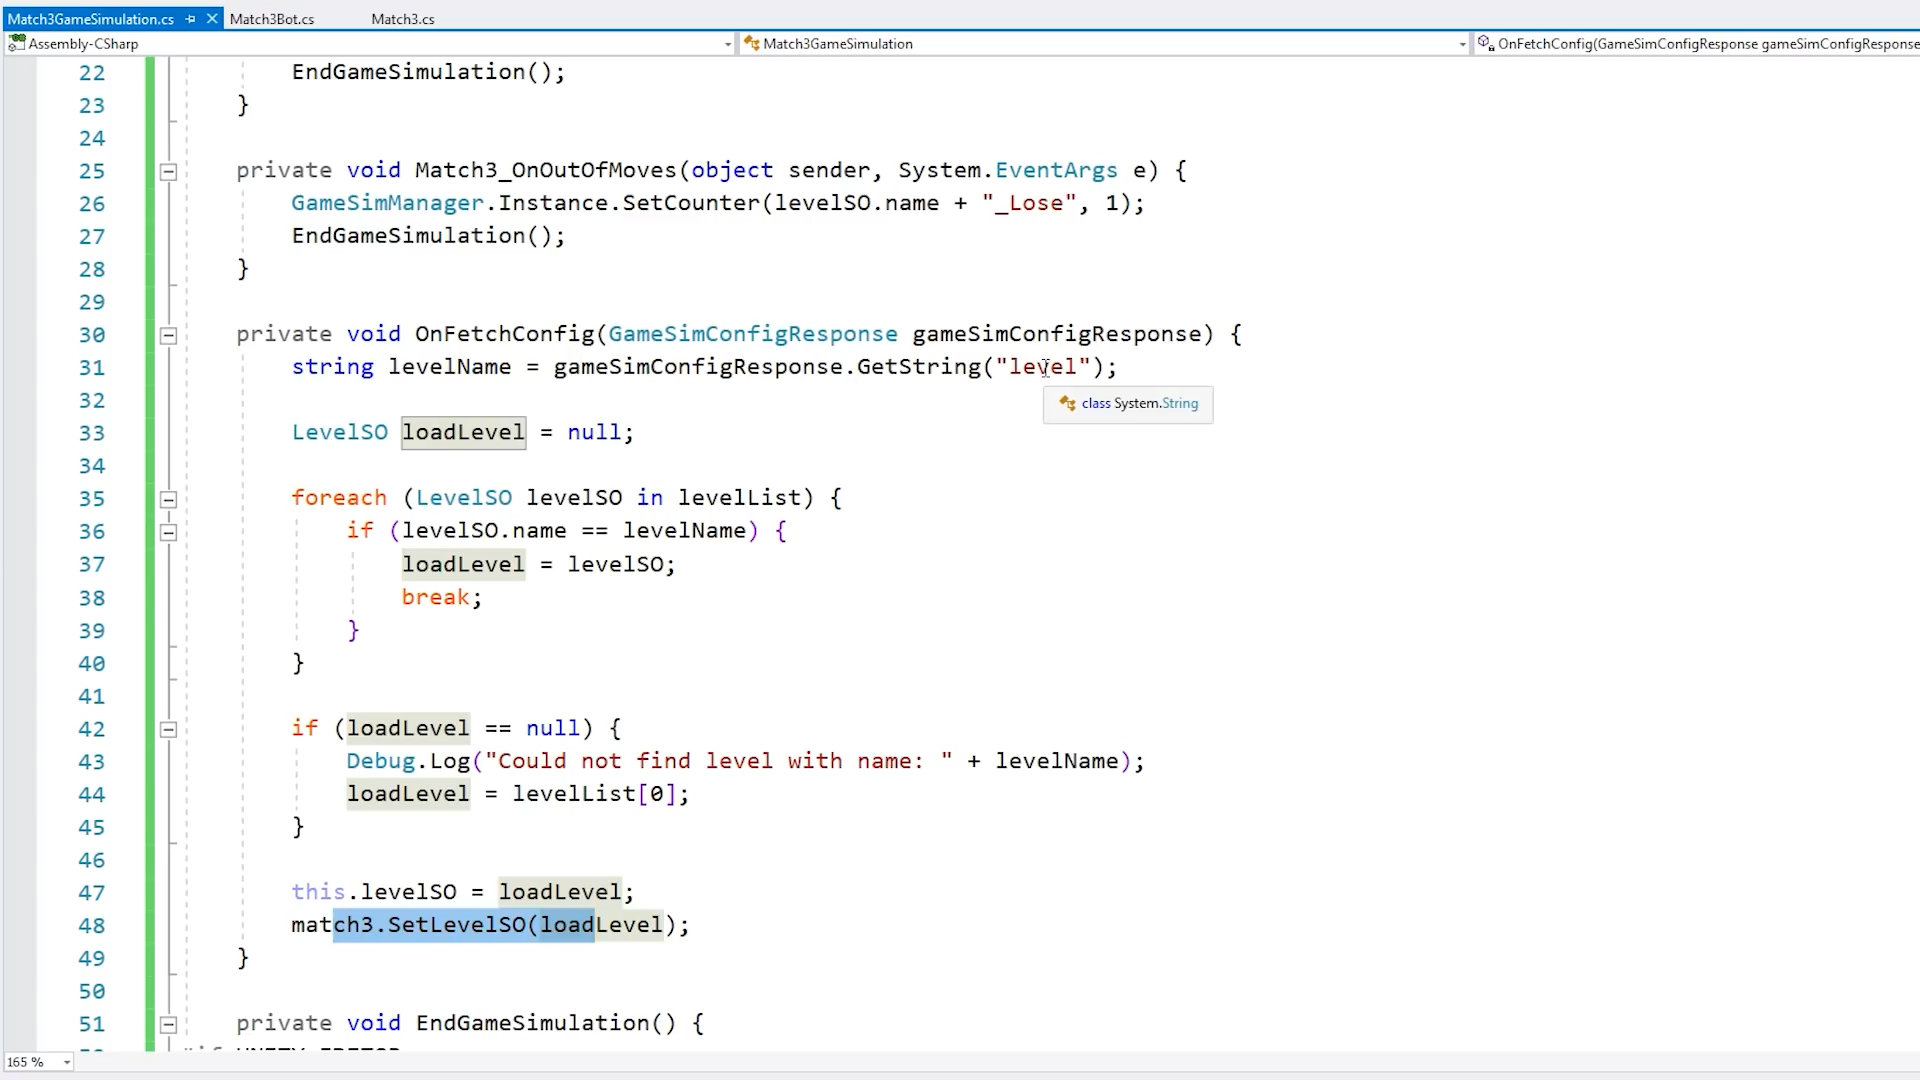 Match3GameSimulation.cs Match3Bot.cs Match3.cs
Assembly-CSharp Match3GameSimulation OnFetchConfig(GameSimConfigResponse gameSimConfigResponse
22 EndGameSimulation();
23 }
24
25 private void Match3_OnOutOfMoves(object sender, System.EventArgs e) {
26 GameSimManager.Instance.SetCounter(levelSO.name + "_Lose", 1);
27 EndGameSimulation();
28 }
29
30 private void OnFetchConfig(GameSimConfigResponse gameSimConfigResponse) {
31 string levelName = gameSimConfigResponse.GetString("level");
32
class System.String
33 LevelSO loadLevel = null;
34
35 foreach (LevelSO levelSO in levelList) {
36 if (levelSO.name == levelName) {
37 loadLevel = levelSO;
38 break;
39 }
40 }
41
42 if (loadLevel == null) {
43 Debug.Log("Could not find level with name: " + levelName);
44 loadLevel = levelList[0];
45 }
46
47 this.levelSO = loadLevel;
48 match3.SetLevelSO(loadLevel);
49 }
50
51 private void EndGameSimulation() {
165 %